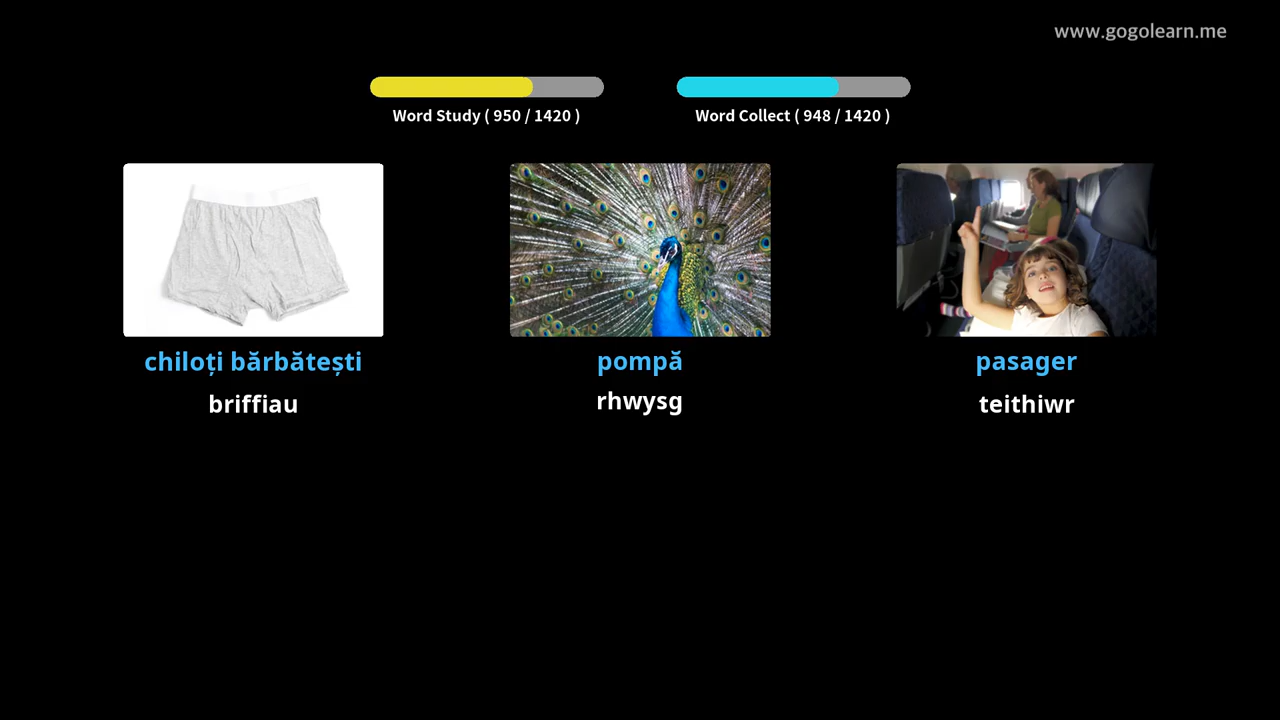 www.gogolearn.me
Word Study ( 950 / 1420 )
Word Collect ( 948 / 1420 )
chiloți bărbătești
pompă
pasager
briffiau
rhwysg
teithiwr